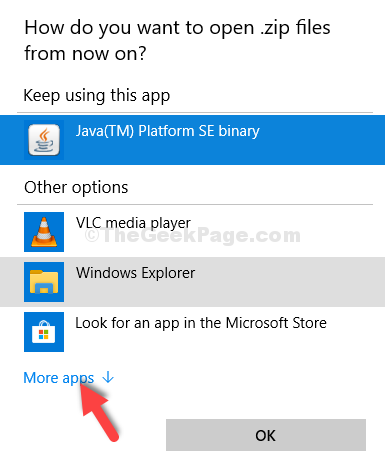 How do you want to open .zip files
from now on?
Keep using this app
Java(TM) Platform SE binary
Other options
VLC media player
©TheGeekPage.com
Windows Explorer
Look for an app in the Microsoft Store
More apps ↓
OK